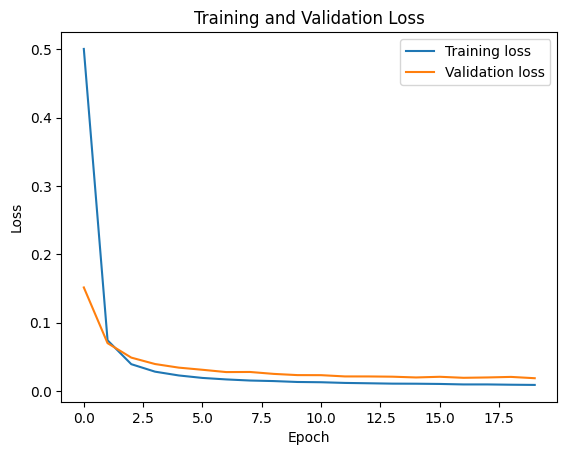 Training and Validation Loss
Training loss
Validation loss
0.5
0.4
0.3
0.2
0.1
0.0
Loss
0.0 2.5 5.0 7.5 10.0 12.5 15.0 17.5
Epoch